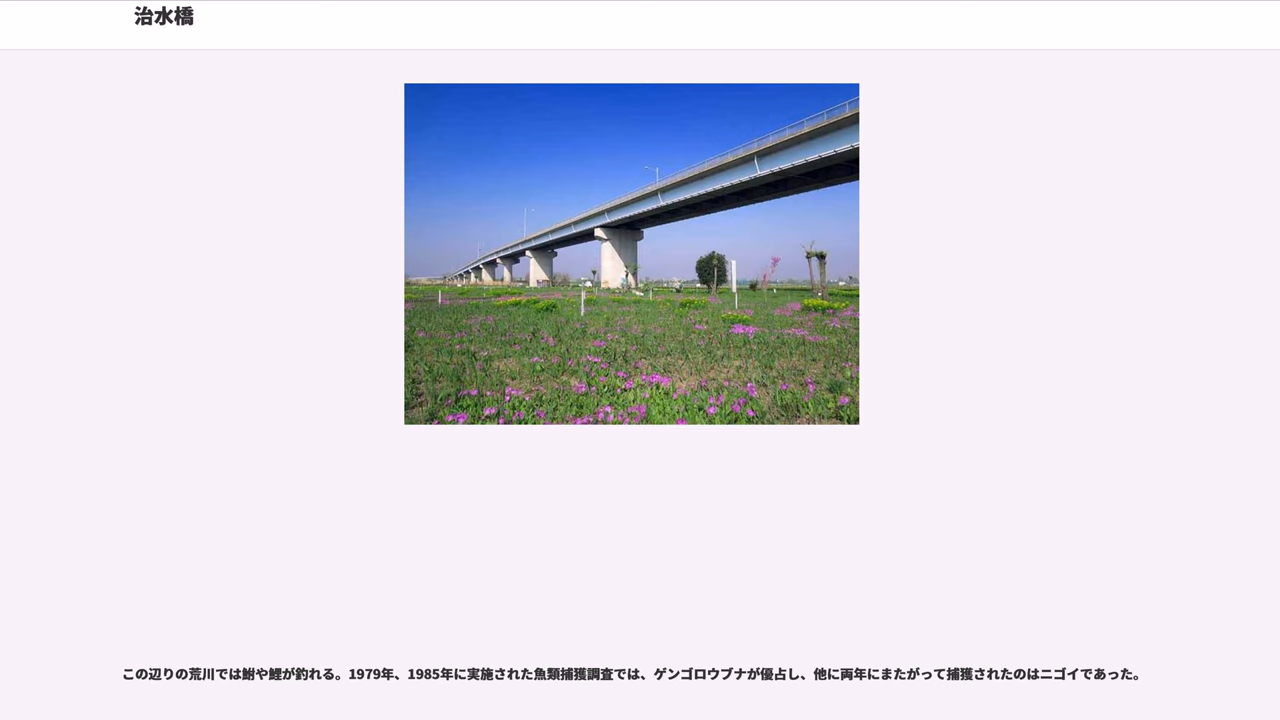 治水橋
この辺りの荒川では鮒や鯉が釣れる。1979年、1985年に実施された魚類捕獲調査では、ゲンゴロウブナが優占し、他に両年にまたがって捕獲されたのはニゴイであった。